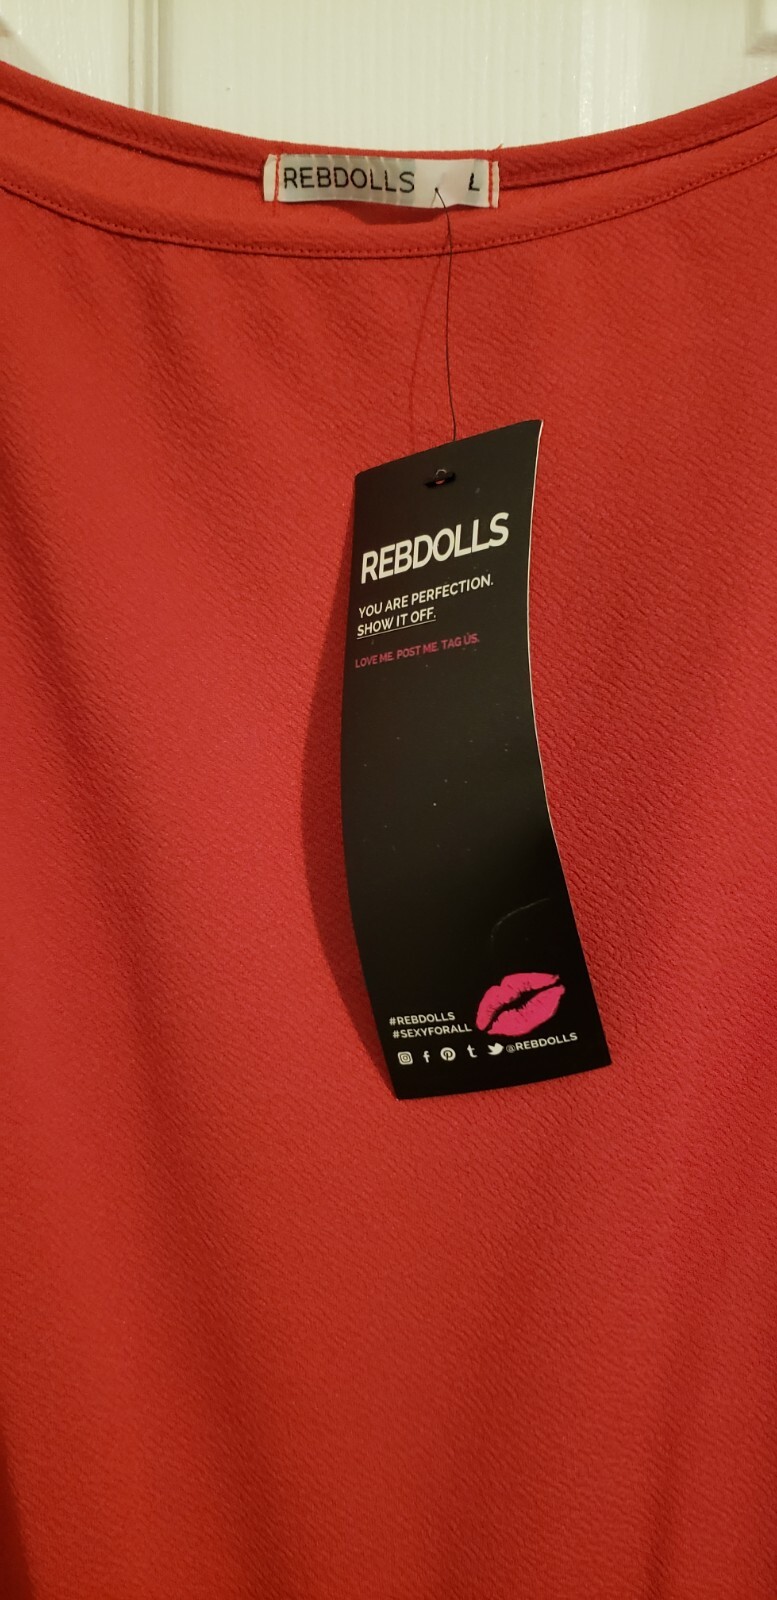 REBDOLLS L
REBDOLLS
YOU ARE PERFECTION.
SHOW IT OFF.
LOVE ME. POST ME. TAG US.
#REBDOLLS
#SEXYFORALL
@REBDOLLS